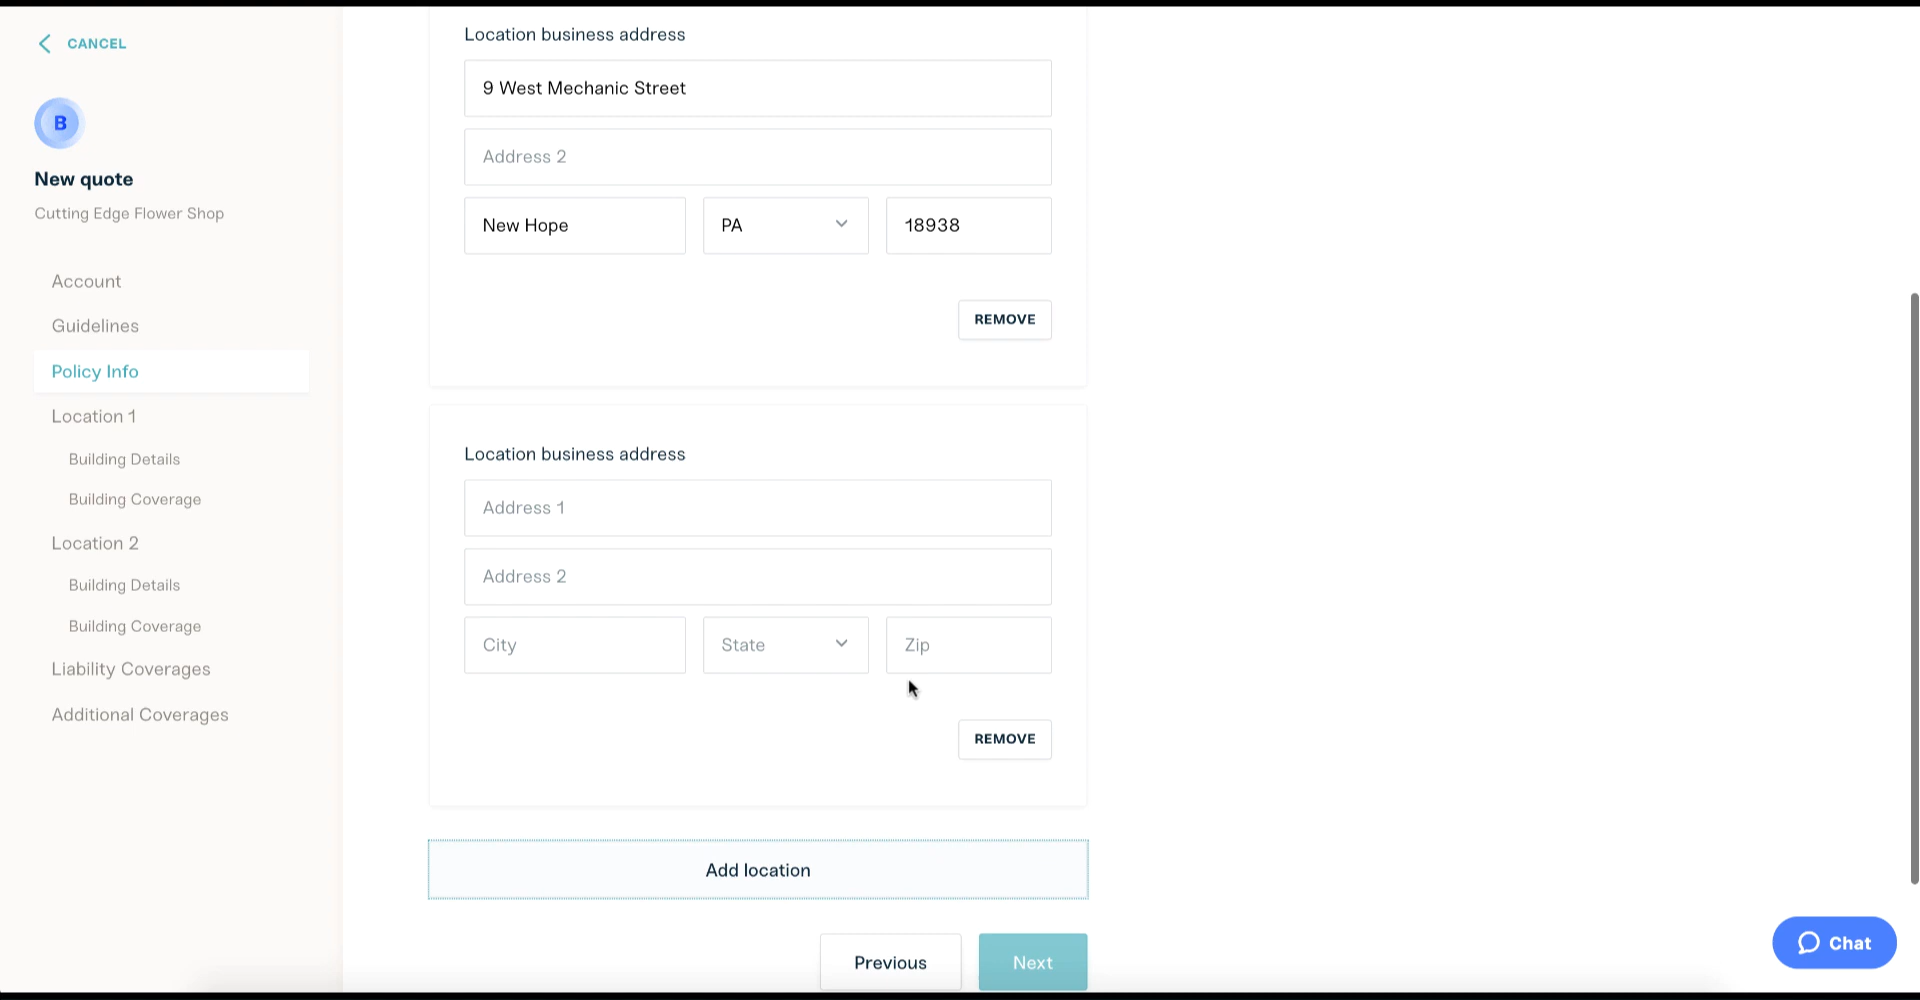 CANCEL
B
New quote
Cutting Edge Flower Shop
Account
Guidelines
Policy Info
Location 1
Building Details
Building Coverage
Location 2
Building Details
Building Coverage
Liability Coverages
Additional Coverages
Location business address
9 West Mechanic Street
Address 2
New Hope PA 18938
REMOVE
Location business address
Address 1
Address 2
City State Zip
REMOVE
Add location
Previous Next
Chat